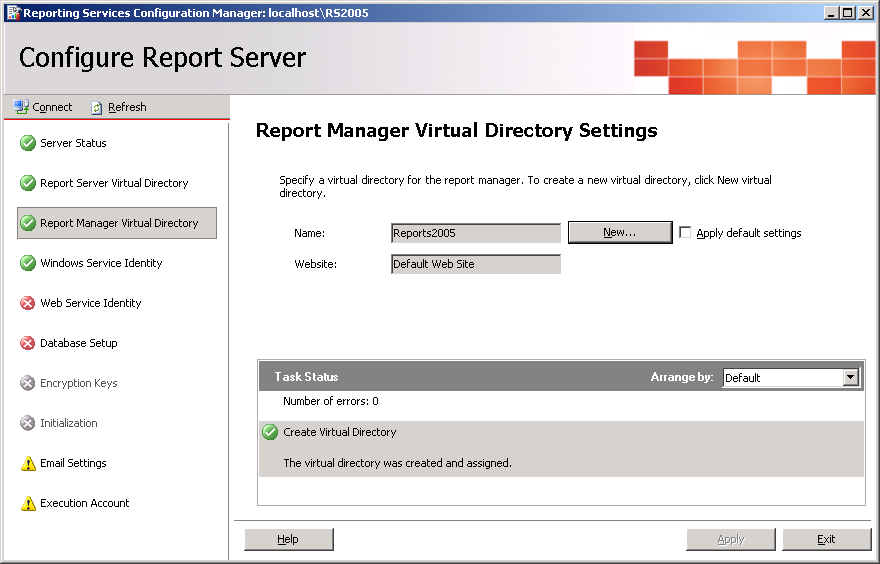 Reporting Services Configuration Manager: localhost\RS2005
Configure Report Server
Connect Refresh
Server Status
Report Server Virtual Directory
Report Manager Virtual Directory
Windows Service Identity
Web Service Identity
Database Setup
Encryption Keys
Initialization
Email Settings
Execution Account
Report Manager Virtual Directory Settings
Specify a virtual directory for the report manager. To create a new virtual directory, click New virtual
directory.
Name: Reports2005 New... Apply default settings
Website: Default Web Site
Task Status Arrange by: Default
Number of errors: 0
Create Virtual Directory
The virtual directory was created and assigned.
Help Apply Exit